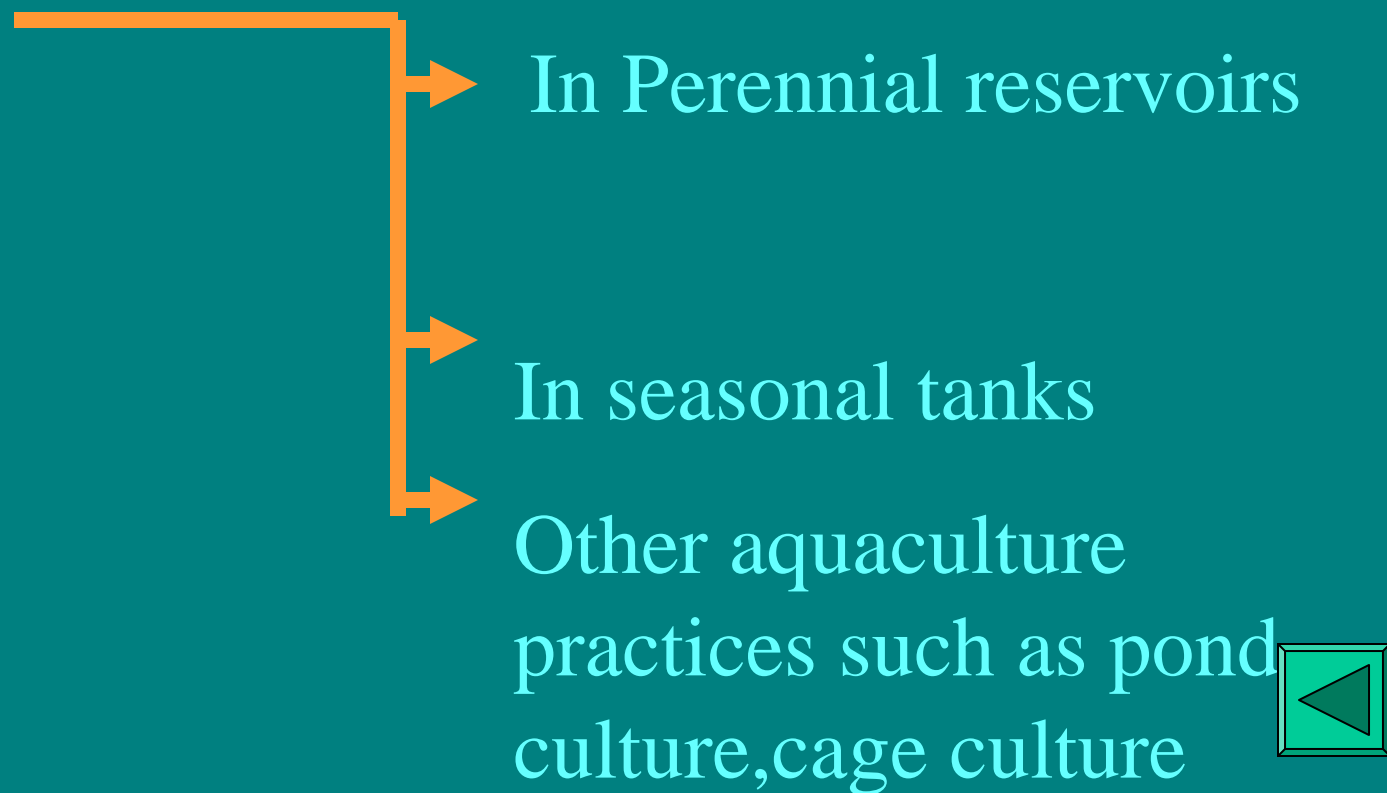 In Perennial reservoirs
In seasonal tanks
Other aquaculture
practices such as pond
culture,cage culture